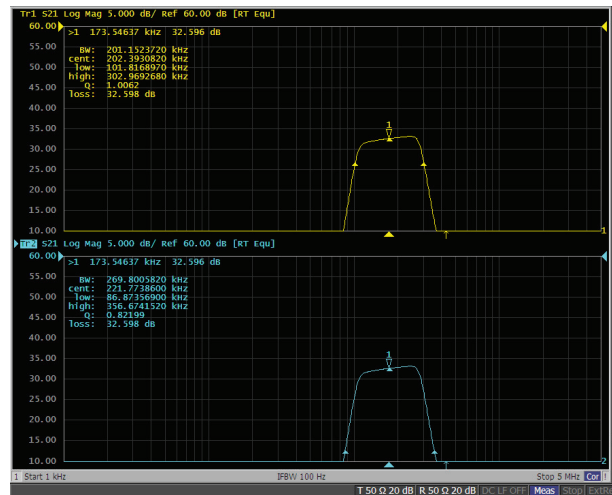 Tr1 S21 Log Mag 5.000 dB/ Ref 60.00 dB [RT Equ]
60.00
>1 173.54637 kHz 32.596 dB
55.00
BW: 201.1523720 kHz
cent: 202.3930820 kHz
50.00
low: 101.8168970 kHz
high: 302.9692680 kHz
45.00
Q: 1.0062
loss: 32.598 dB
40.00
35.00
1
30.00
25.00
20.00
15.00
10.00
1
Tr2 S21 Log Mag 5.000 dB/ Ref 60.00 dB [RT Equ]
60.00
>1 173.54637 kHz 32.596 dB
55.00
BW: 269.8005820 kHz
cent: 221.7738600 kHz
50.00
low: 86.87356900 kHz
high: 356.6741520 kHz
45.00
Q: 0.82199
loss: 32.598 dB
40.00
35.00
1
30.00
25.00
20.00
15.00
10.00
2
1 Start 1 kHz IFBW 100 Hz Stop 5 MHz Cor !
T 50 Ω 20 dB R 50 Ω 20 dB DC LF OFF Meas Stop ExtR